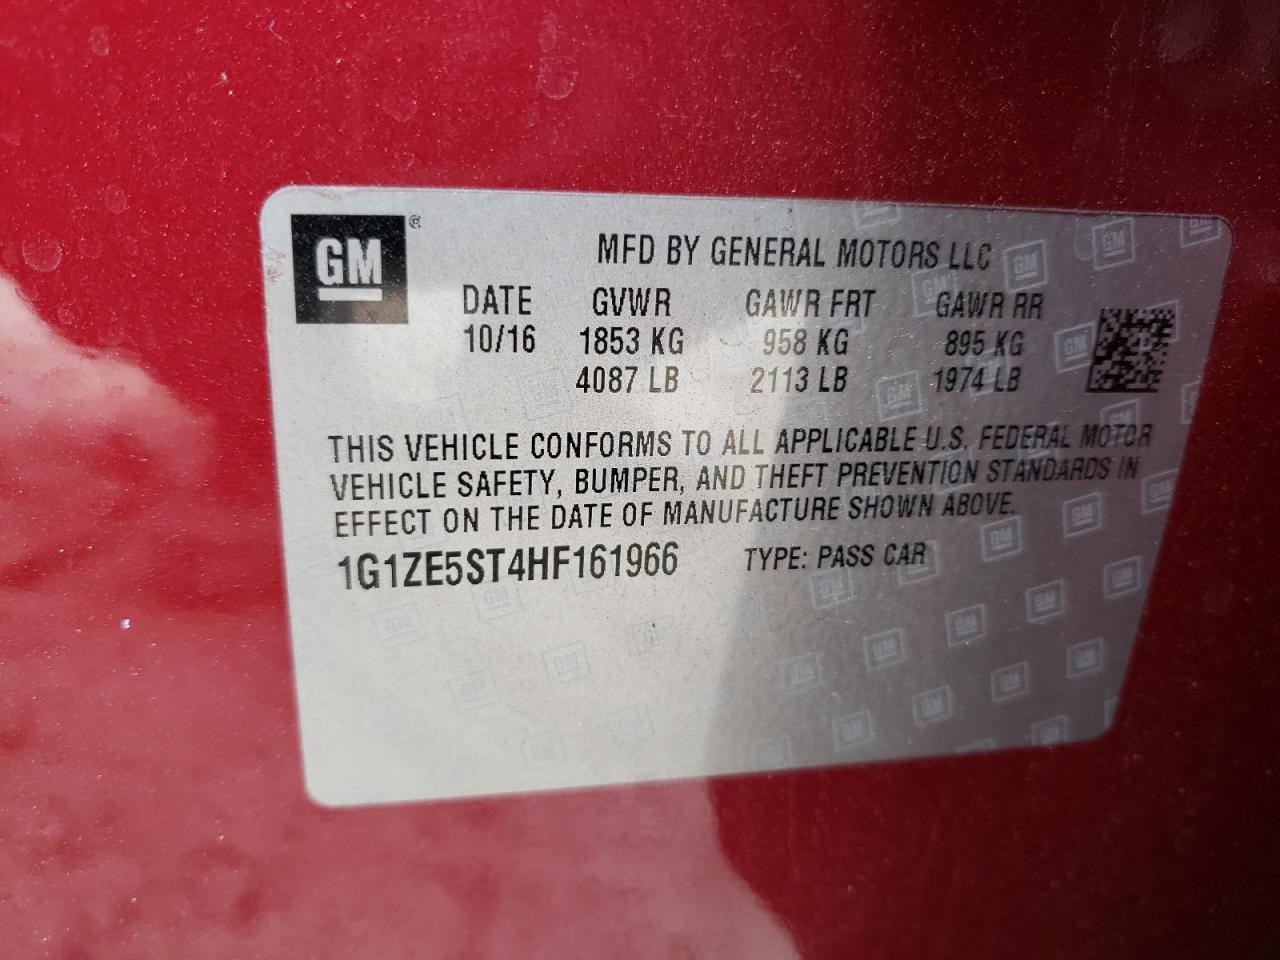 GM ®
MFD BY GENERAL MOTORS LLC
DATE GVWR GAWR FRT GAWR RR
10/16 1853 KG 958 KG 895 KG
4087 LB 2113 LB 1974 LB
THIS VEHICLE CONFORMS TO ALL APPLICABLE U.S. FEDERAL MOTOR
VEHICLE SAFETY, BUMPER, AND THEFT PREVENTION STANDARDS IN
EFFECT ON THE DATE OF MANUFACTURE SHOWN ABOVE.
1G1ZE5ST4HF161966 TYPE: PASS CAR